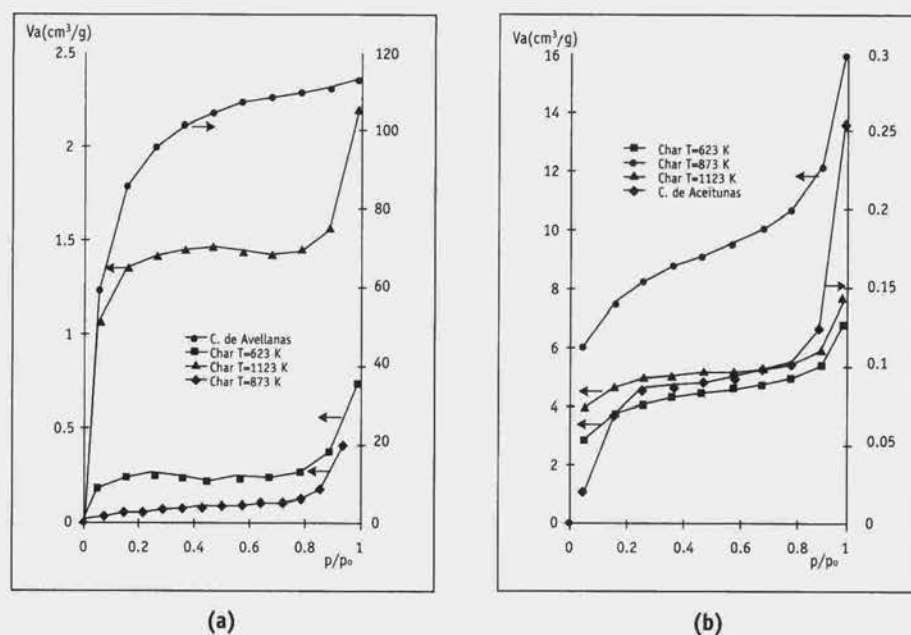 Va(cm³/g)
2.5
2
1.5
1
0.5
0
120
100
80
60
40
20
0
C. de Avellanas
Char T=623 K
Char T=1123 K
Char T=873 K
0
0.2
0.4
0.6
0.8
1
p/p₀
(a)
Va(cm³/g)
16
14
12
10
8
6
4
2
0
0.3
0.25
0.2
0.15
0.1
0.05
0
Char T=623 K
Char T=873 K
Char T=1123 K
C. de Aceitunas
0
0.2
0.4
0.6
0.8
1
p/p₀
(b)